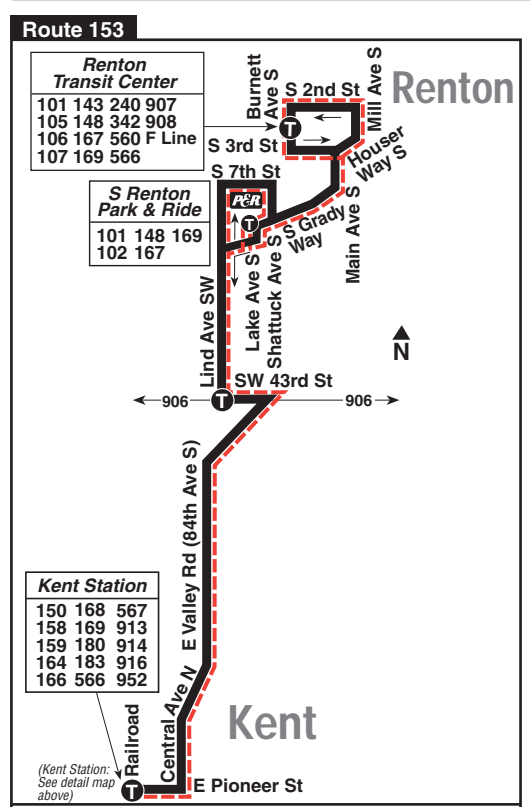 Route 153
Renton
Transit Center
101 143 240 907
105 148 342 908
106 167 560 F Line
107 169 566
Burnett
Ave S
S 2nd St
Mill Ave S
Renton
T
S 3rd St
Houser
Way S
S 7th St
S Renton
Park & Ride
101 148 169
102 167
P&R
T
S Grady
Way
Main Ave S
Lake Ave S
Shattuck Ave S
Lind Ave SW
N
SW 43rd St
906
T
906
E Valley Rd (84th Ave S)
Kent Station
150 168 567
158 169 913
159 180 914
164 183 916
166 566 952
Central Ave N
Kent
Railroad
(Kent Station:
See detail map
above)
T
E Pioneer St